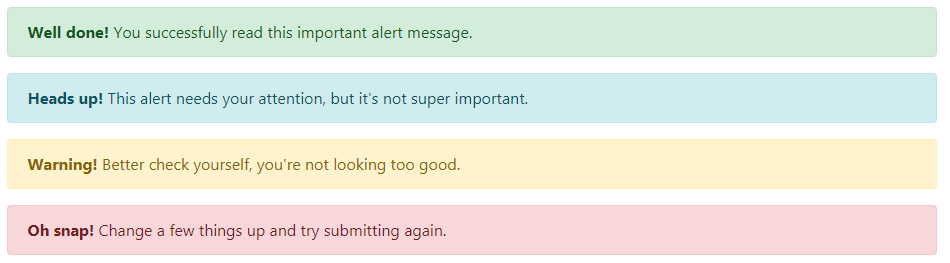 Well done! You successfully read this important alert message.
Heads up! This alert needs your attention, but it's not super important.
Warning! Better check yourself, you're not looking too good.
Oh snap! Change a few things up and try submitting again.